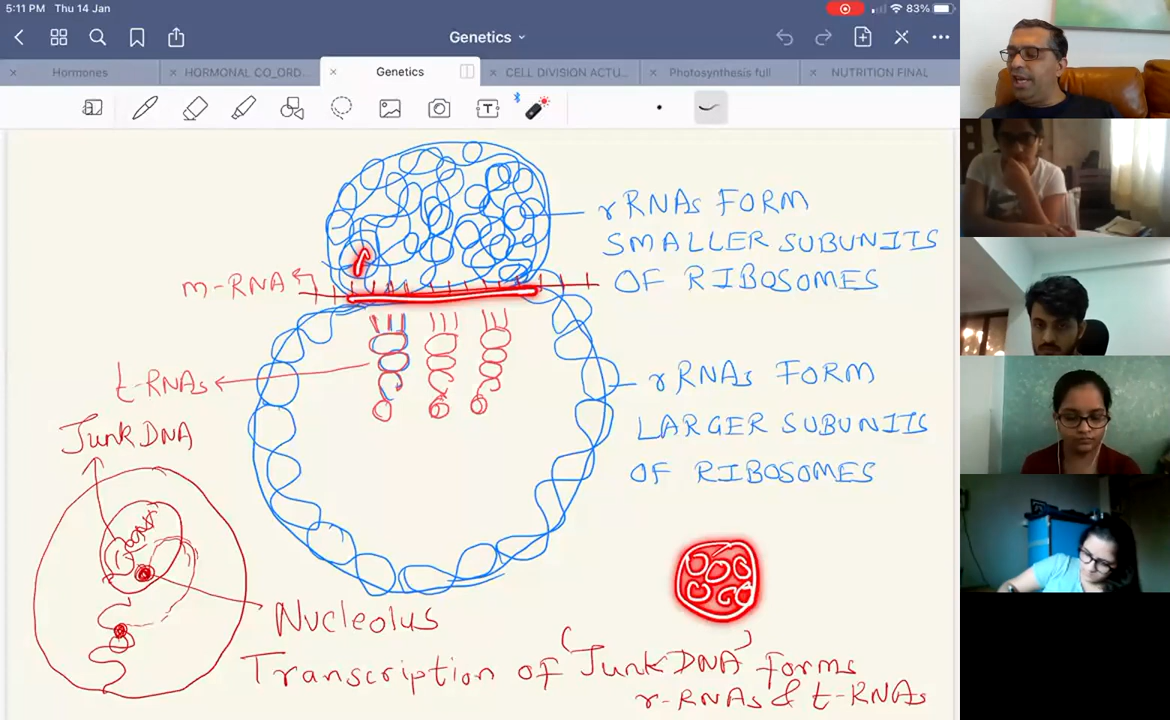 5:11 PM Thu 14 Jan
83%
Genetics
Hormones
HORMONAL CO_ORD...
Genetics
CELL DIVISION ACTU...
Photosynthesis full
NUTRITION FINAL
T
rRNAs FORM
SMALLER SUBUNITS
OF RIBOSOMES
m-RNA
t-RNAs
rRNAs FORM
LARGER SUBUNITS
OF RIBOSOMES
Junk DNA
Nucleolus
Transcription of (Junk DNA) forms
r-RNAs & t-RNAs